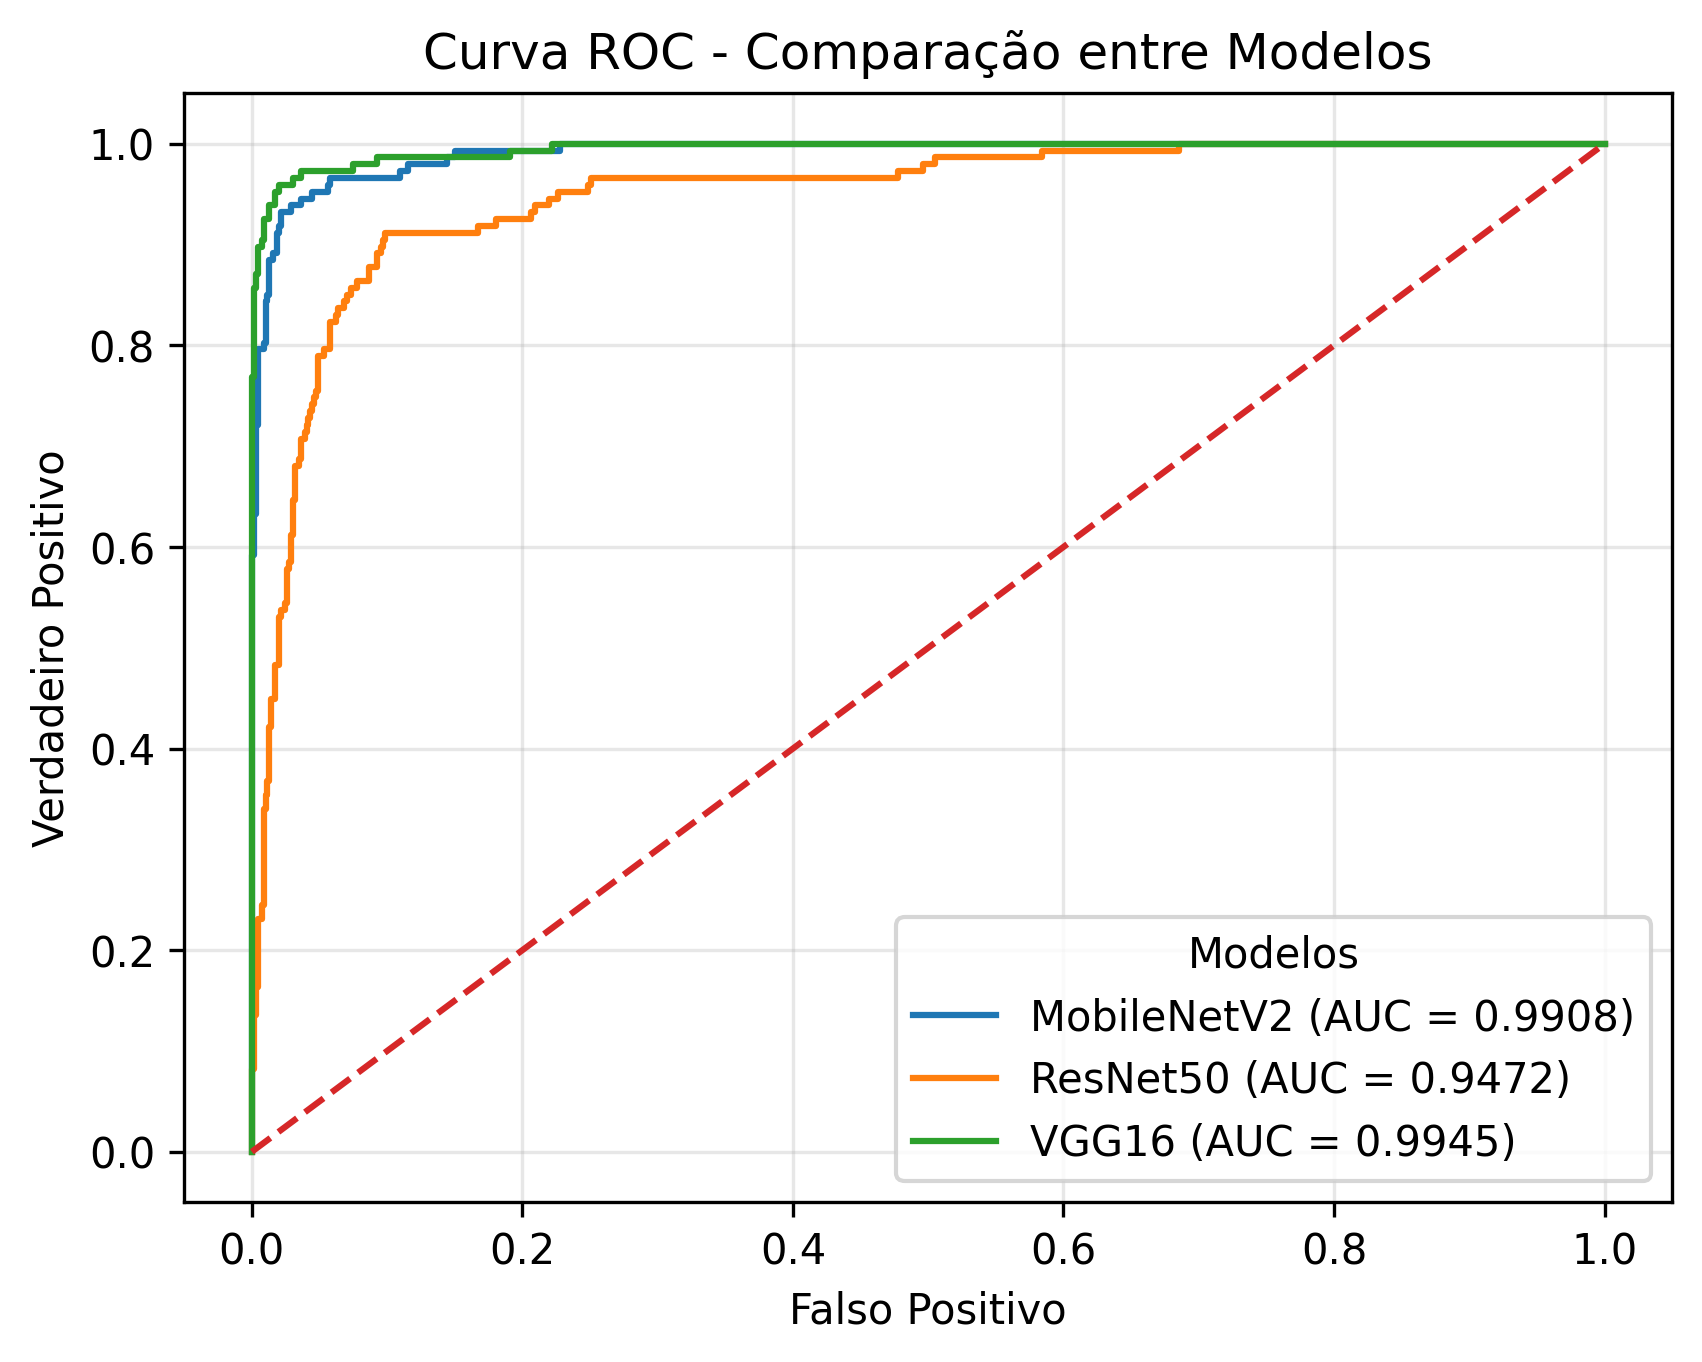 Curva ROC - Comparação entre Modelos
1.0
0.8
0.6
0.4
0.2
0.0
Verdadeiro Positivo
Modelos
MobileNetV2 (AUC = 0.9908)
ResNet50 (AUC = 0.9472)
VGG16 (AUC = 0.9945)
0.0 0.2 0.4 0.6 0.8 1.0
Falso Positivo